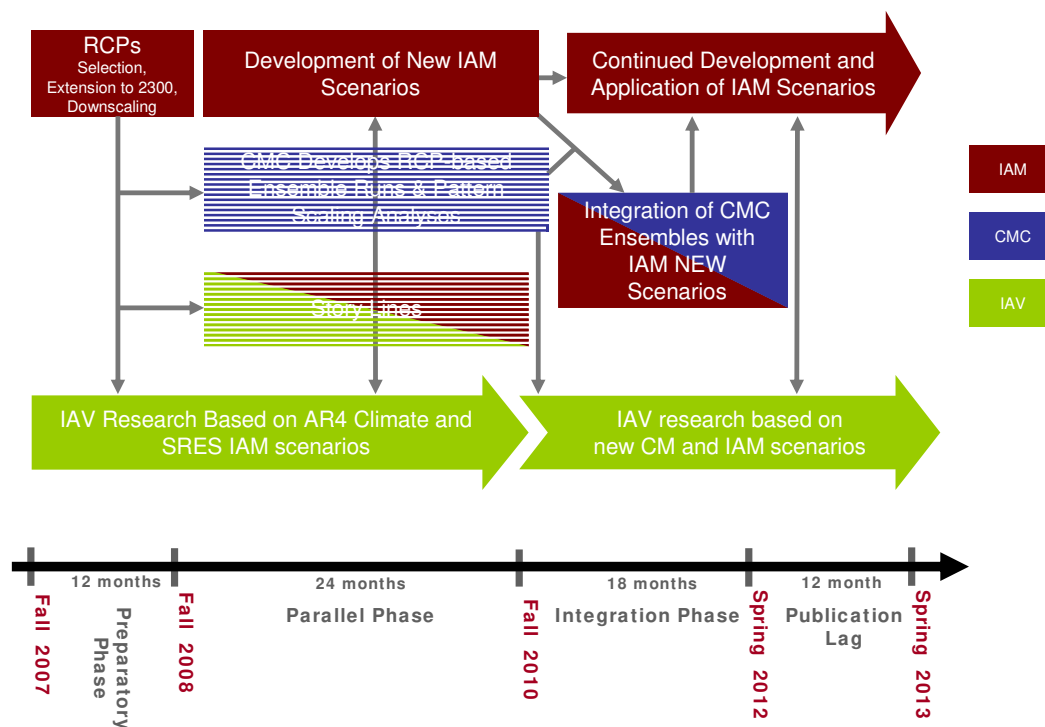 RCPs
Selection,
Extension to 2300,
Downscaling
Development of New IAM
Scenarios
Continued Development and
Application of IAM Scenarios
CMC Develops RCP-based
Ensemble Runs & Pattern
Scaling Analyses
Integration of CMC
Ensembles with
IAM NEW
Scenarios
Story Lines
IAM
CMC
IAV
IAV Research Based on AR4 Climate and
SRES IAM scenarios
IAV research based on
new CM and IAM scenarios
12 months
24 months
18 months
12 month
Preparatory
Phase
Parallel Phase
Integration Phase
Publication
Lag
Fall 2007
Fall 2008
Fall 2010
Spring 2012
Spring 2013